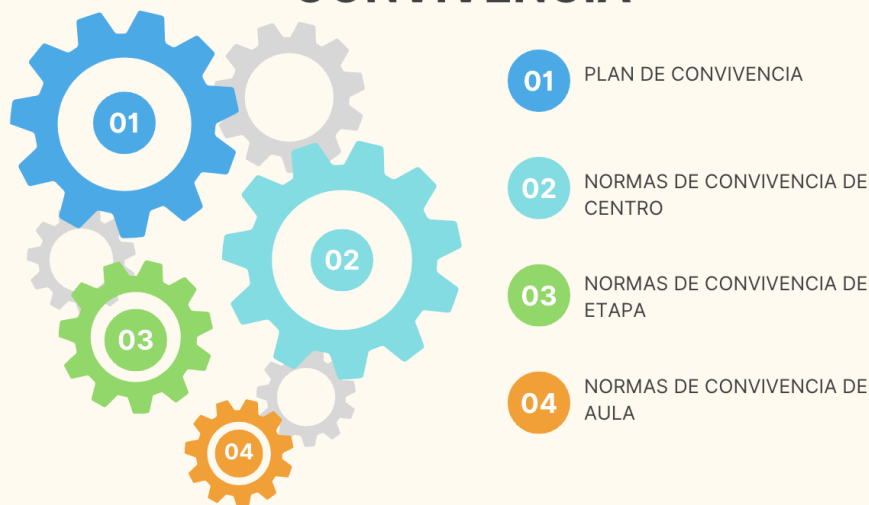 CONVIVENCIA
01
01
PLAN DE CONVIVENCIA
02
02
NORMAS DE CONVIVENCIA DE
CENTRO
03
03
NORMAS DE CONVIVENCIA DE
ETAPA
04
04
NORMAS DE CONVIVENCIA DE
AULA